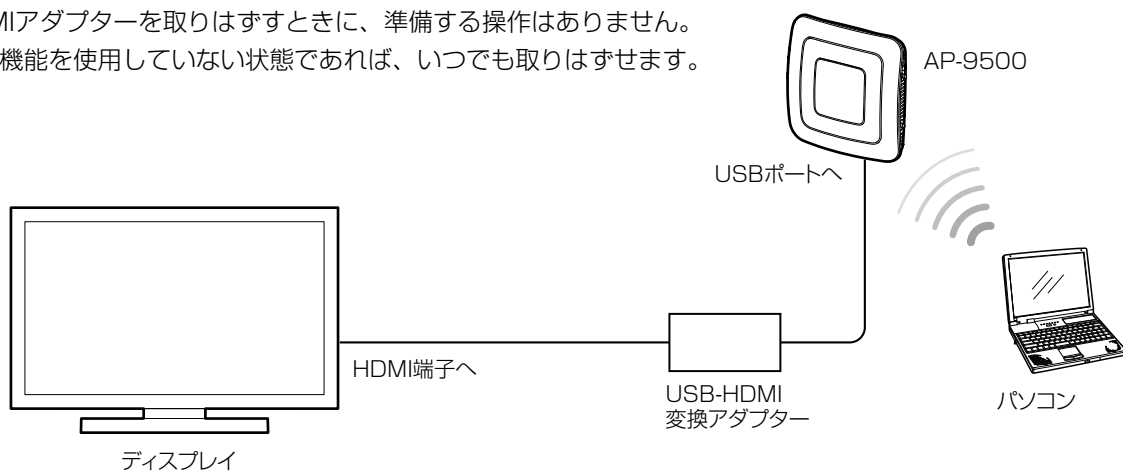 MIアダプターを取りはずすときに、準備する操作はありません。
機能を使用していない状態であれば、いつでも取りはずせます。
AP-9500
USBポートへ
HDMI端子へ
USB-HDMI
変換アダプター
パソコン
ディスプレイ